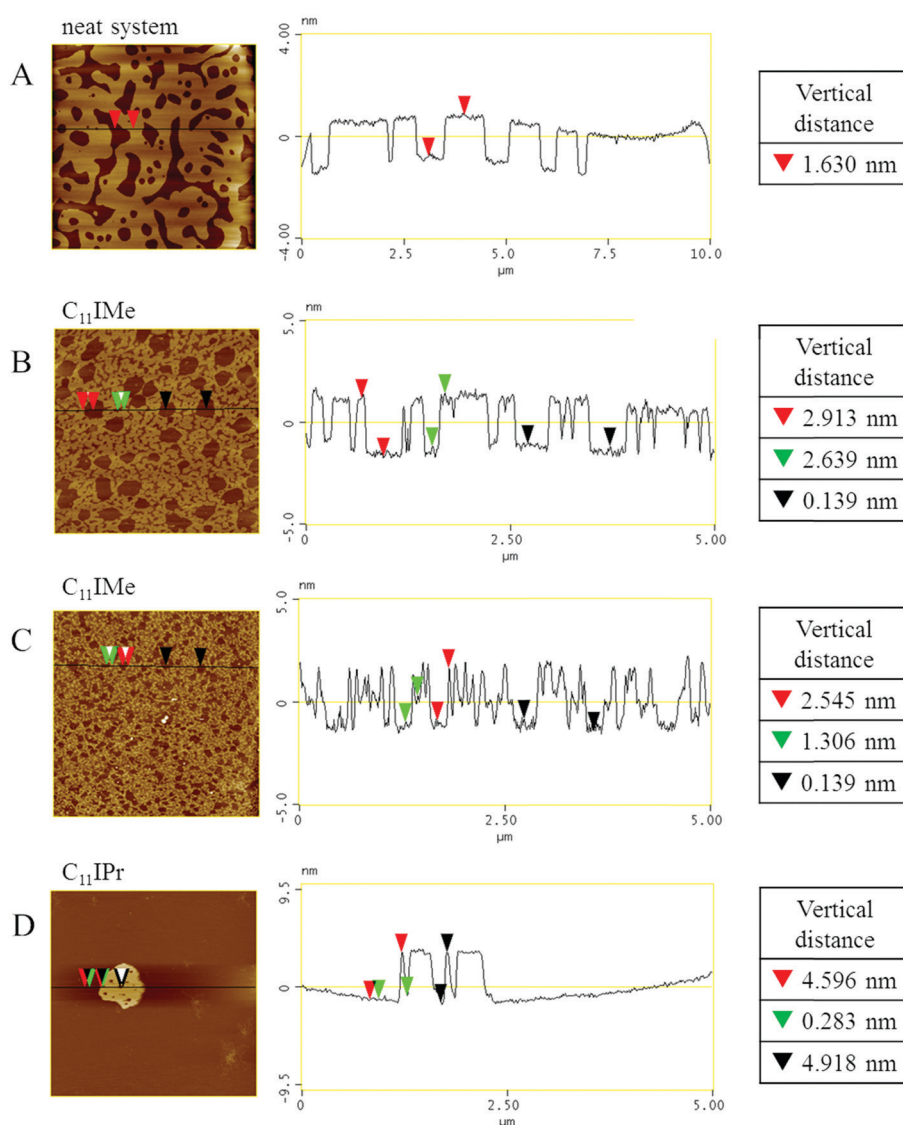 neat system
A
nm
4.00
0
-4.00
0
2.5
5.0
7.5
10.0
µm
Vertical
distance
1.630 nm
C₁₁IMe
B
nm
5.0
0
-5.0
0
2.50
5.00
µm
Vertical
distance
2.913 nm
2.639 nm
0.139 nm
C₁₁IMe
C
nm
5.0
0
-5.0
0
2.50
5.00
µm
Vertical
distance
2.545 nm
1.306 nm
0.139 nm
C₁₁IPr
D
nm
9.5
0
-9.5
0
2.50
5.00
µm
Vertical
distance
4.596 nm
0.283 nm
4.918 nm